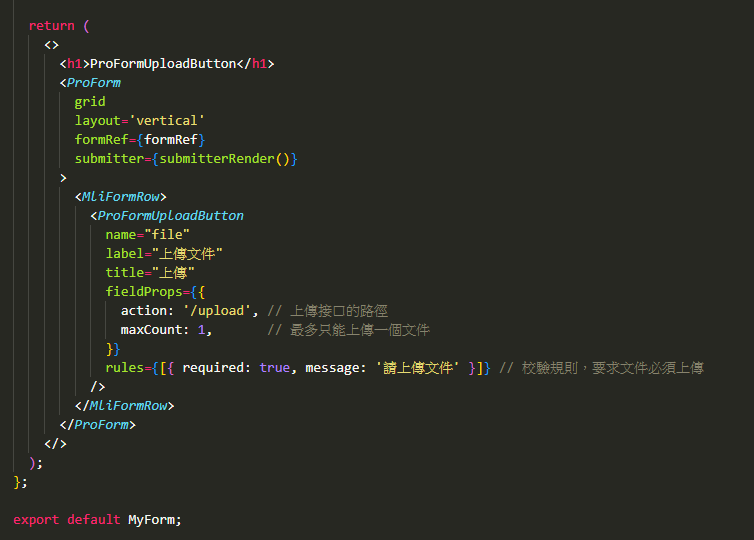 return (
<>
<h1>ProFormUploadButton</h1>
<ProForm
grid
layout='vertical'
formRef={formRef}
submitter={submitterRender()}
>
<MliFormRow>
<ProFormUploadButton
name="file"
label="上傳文件"
title="上傳"
fieldProps={{
action: '/upload', // 上傳接口的路徑
maxCount: 1, // 最多只能上傳一個文件
}}
rules={[{ required: true, message: '請上傳文件' }]} // 校驗規則，要求文件必須上傳
/>
</MliFormRow>
</ProForm>
</>
);
};
export default MyForm;